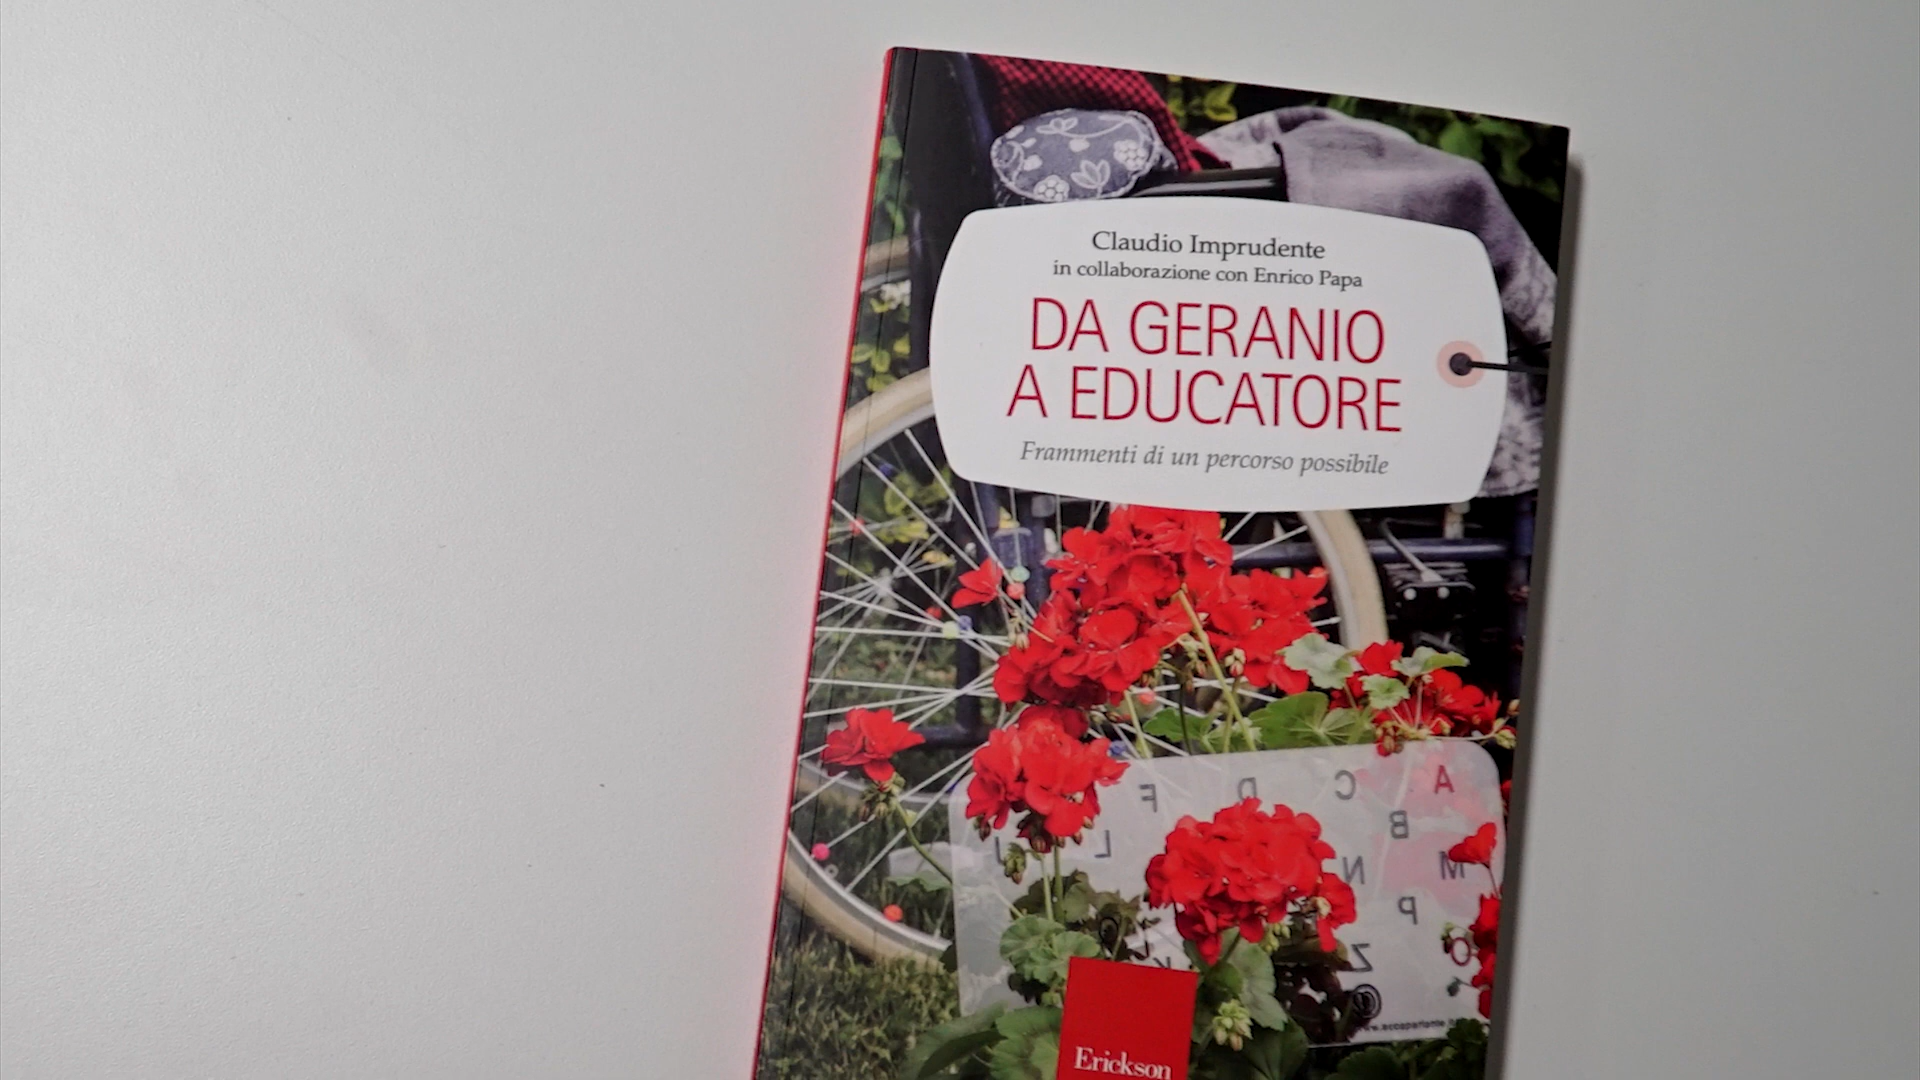 Claudio Imprudente
in collaborazione con Enrico Papa
DA GERANIO
A EDUCATORE
Frammenti di un percorso possibile
F D C A
B
J L N M
P
Z O
Erickson